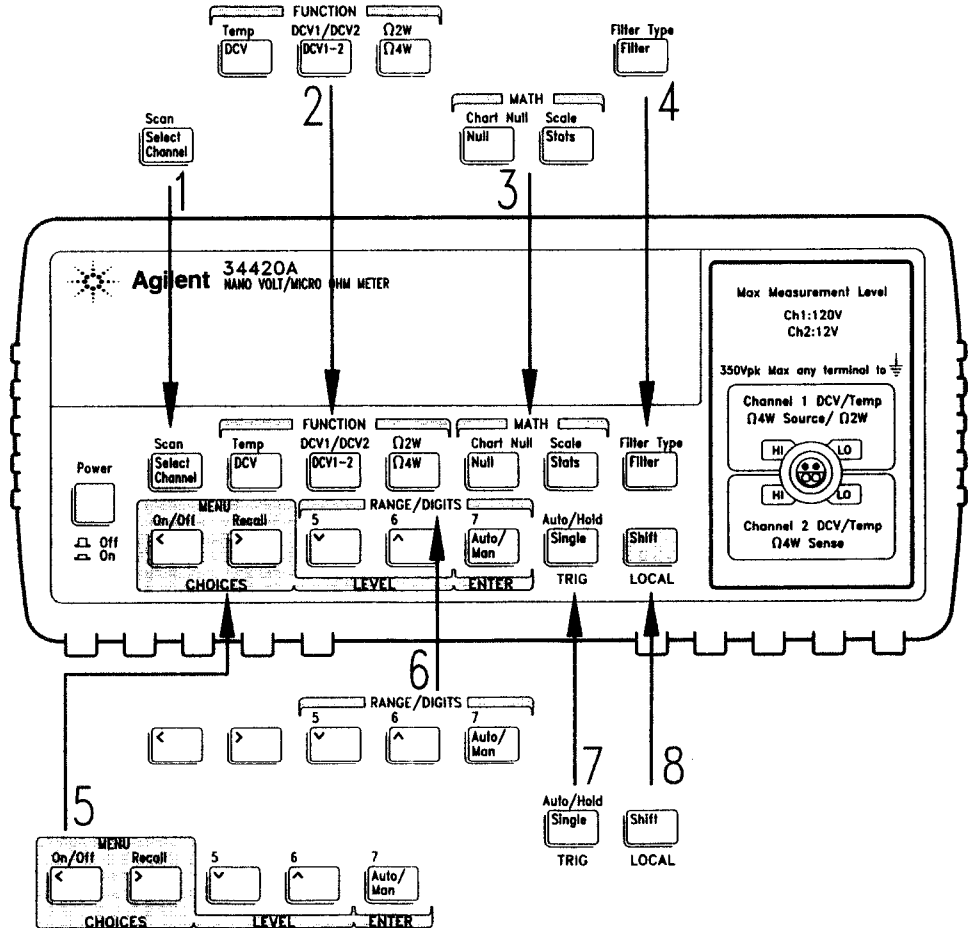 FUNCTION
Temp DCV1/DCV2 Ω2W
DCV DCV1-2 Ω4W
2
Filter Type
Filter
4
MATH
Chart Null Scale
Null Stats
3
Scan
Select
Channel
1
Agilent 34420A
NANO VOLT/MICRO OHM METER
Max Measurement Level
Ch1:120V
Ch2:12V
350Vpk Max any terminal to
Channel 1 DCV/Temp
Ω4W Source/ Ω2W
HI LO
HI LO
Channel 2 DCV/Temp
Ω4W Sense
FUNCTION MATH
Scan Temp DCV1/DCV2 Ω2W Chart Null Scale Filter Type
Select
Channel
DCV DCV1-2 Ω4W Null Stats Filter
Power
Off
On
MENU RANGE/DIGITS
On/Off Recall 5 6 7 Auto/Hold
< > ˅ ^ Auto/
Man
Single Shift
CHOICES LEVEL ENTER TRIG LOCAL
6
RANGE/DIGITS
5 6 7
< > ˅ ^ Auto/
Man
7
Auto/Hold
Single
TRIG
8
Shift
LOCAL
5
MENU
On/Off Recall 5 6 7
< > ˅ ^ Auto/
Man
CHOICES LEVEL ENTER